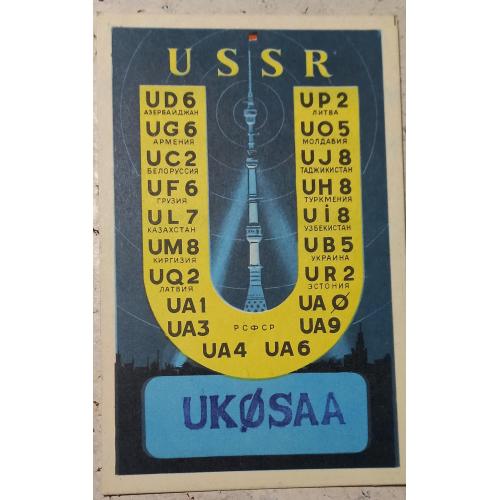 USSR
UD6
АЗЕРБАЙДЖАН
UG6
АРМЕНИЯ
UC2
БЕЛОРУССИЯ
UF6
ГРУЗИЯ
UL7
КАЗАХСТАН
UM8
КИРГИЗИЯ
UQ2
ЛАТВИЯ
UP2
ЛИТВА
UO5
МОЛДАВИЯ
UJ8
ТАДЖИКИСТАН
UH8
ТУРКМЕНИЯ
Ui8
УЗБЕКИСТАН
UB5
УКРАИНА
UR2
ЭСТОНИЯ
UA1
UAØ
UA3
РСФСР
UA9
UA4 UA6
UKØSAA